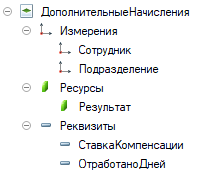 ДополнительныеНачисления
Измерения
Сотрудник
Подразделение
Ресурсы
Результат
Реквизиты
СтавкаКомпенсации
ОтработаноДней